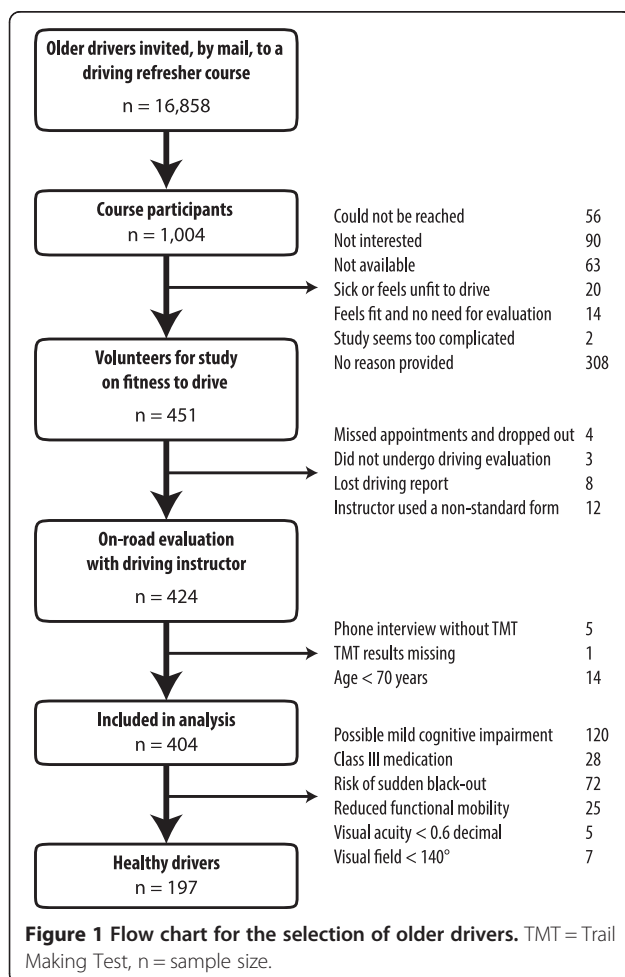 Older drivers invited, by mail, to a
driving refresher course
n = 16,858
Course participants
n = 1,004
Could not be reached 56
Not interested 90
Not available 63
Sick or feels unfit to drive 20
Feels fit and no need for evaluation 14
Study seems too complicated 2
No reason provided 308
Volunteers for study
on fitness to drive
n = 451
Missed appointments and dropped out 4
Did not undergo driving evaluation 3
Lost driving report 8
Instructor used a non-standard form 12
On-road evaluation
with driving instructor
n = 424
Phone interview without TMT 5
TMT results missing 1
Age < 70 years 14
Included in analysis
n = 404
Possible mild cognitive impairment 120
Class III medication 28
Risk of sudden black-out 72
Reduced functional mobility 25
Visual acuity < 0.6 decimal 5
Visual field < 140° 7
Healthy drivers
n = 197
Figure 1 Flow chart for the selection of older drivers. TMT = Trail
Making Test, n = sample size.